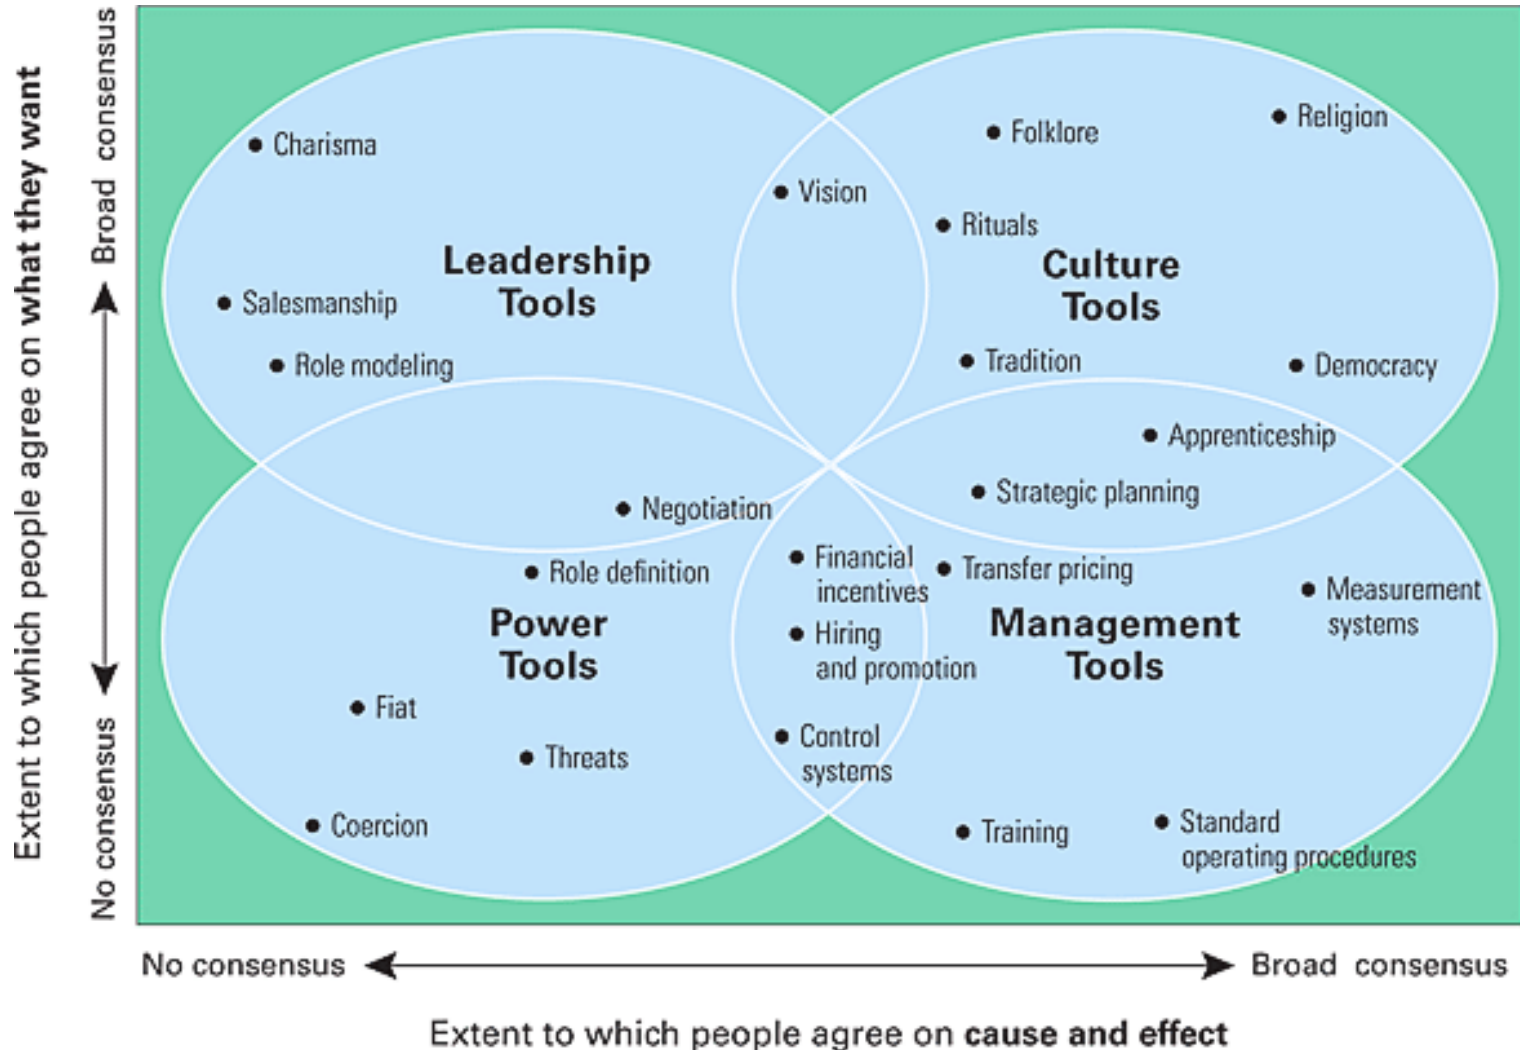 Extent to which people agree on what they want
Broad consensus
No consensus
Charisma
Folklore
Religion
Vision
Rituals
Leadership
Tools
Culture
Tools
Salesmanship
Role modeling
Tradition
Democracy
Apprenticeship
Strategic planning
Negotiation
Role definition
Financial
incentives
Transfer pricing
Measurement
systems
Power
Tools
Hiring
and promotion
Management
Tools
Fiat
Threats
Control
systems
Coercion
Training
Standard
operating procedures
No consensus
Broad consensus
Extent to which people agree on cause and effect